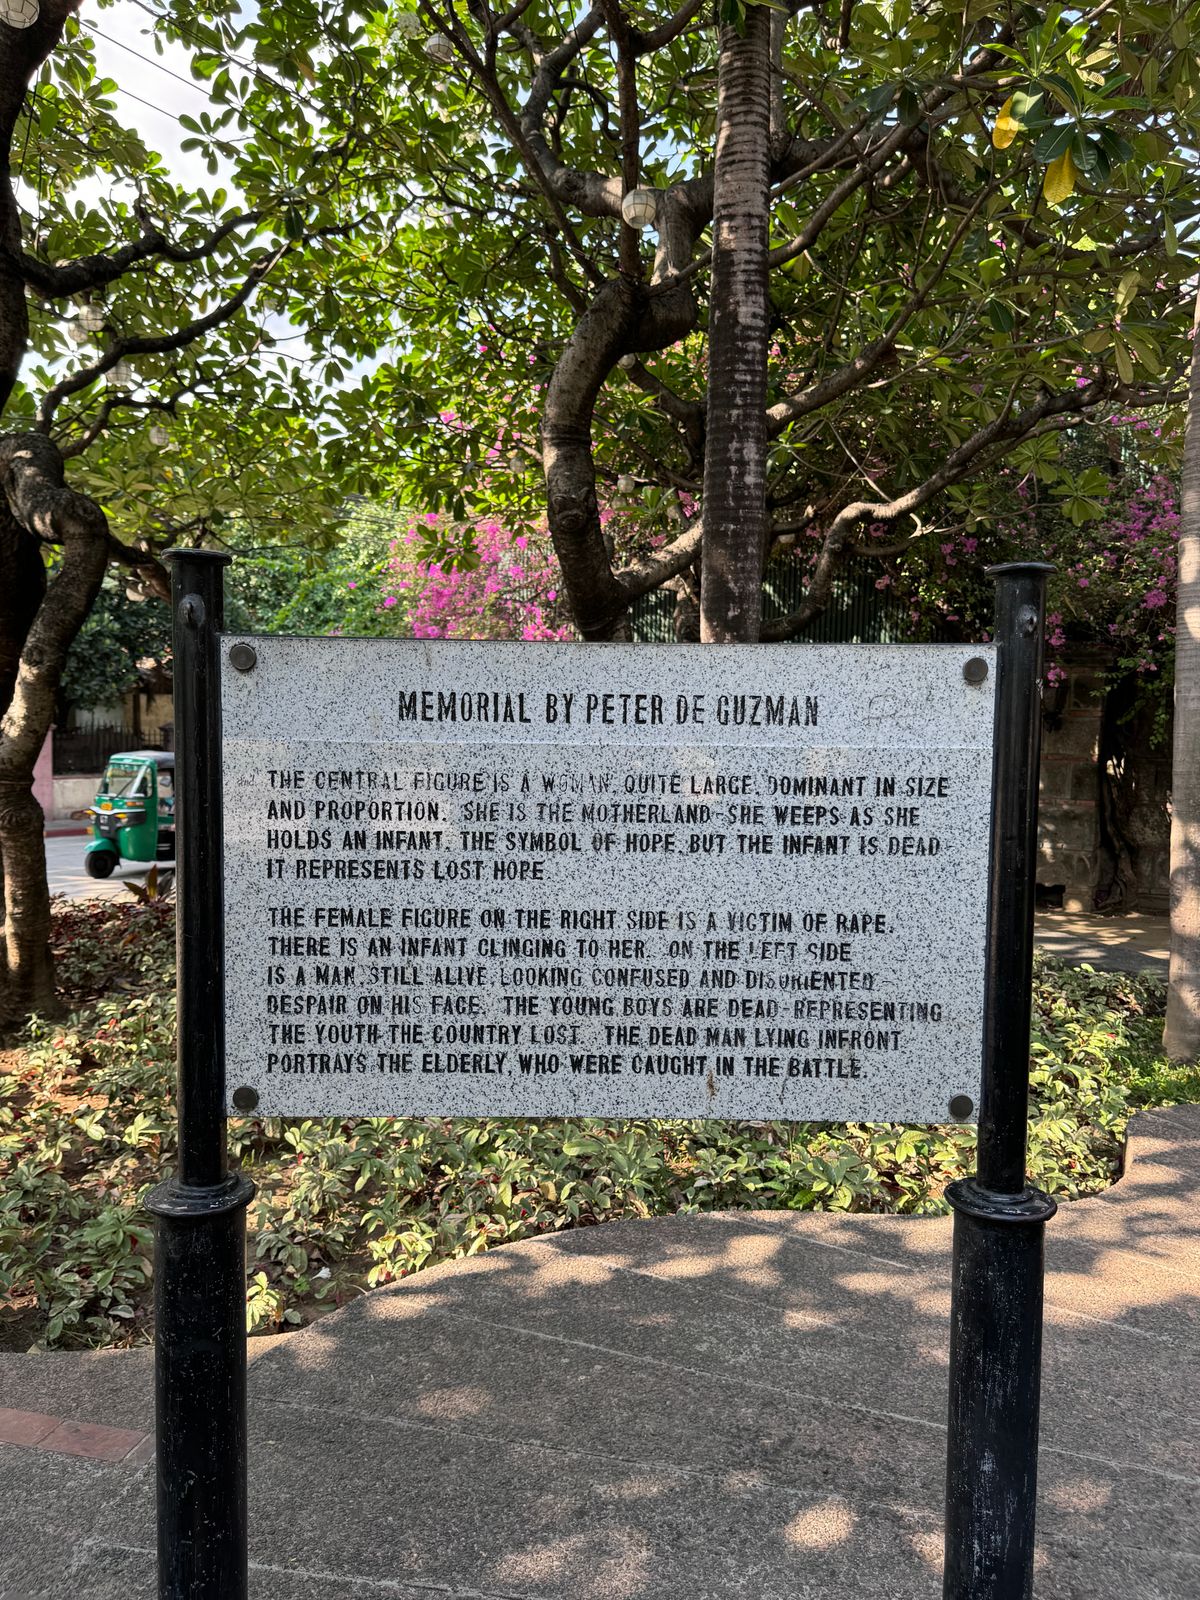 MEMORIAL BY PETER DE GUZMAN
THE CENTRAL FIGURE IS A WOMAN, QUITE LARGE, DOMINANT IN SIZE
AND PROPORTION. SHE IS THE MOTHERLAND-SHE WEEPS AS SHE
HOLDS AN INFANT, THE SYMBOL OF HOPE, BUT THE INFANT IS DEAD-
IT REPRESENTS LOST HOPE
THE FEMALE FIGURE ON THE RIGHT SIDE IS A VICTIM OF RAPE.
THERE IS AN INFANT CLINGING TO HER. ON THE LEFT SIDE
IS A MAN, STILL ALIVE, LOOKING CONFUSED AND DISORIENTED -
DESPAIR ON HIS FACE. THE YOUNG BOYS ARE DEAD-REPRESENTING
THE YOUTH THE COUNTRY LOST. THE DEAD MAN LYING INFRONT
PORTRAYS THE ELDERLY, WHO WERE CAUGHT IN THE BATTLE.